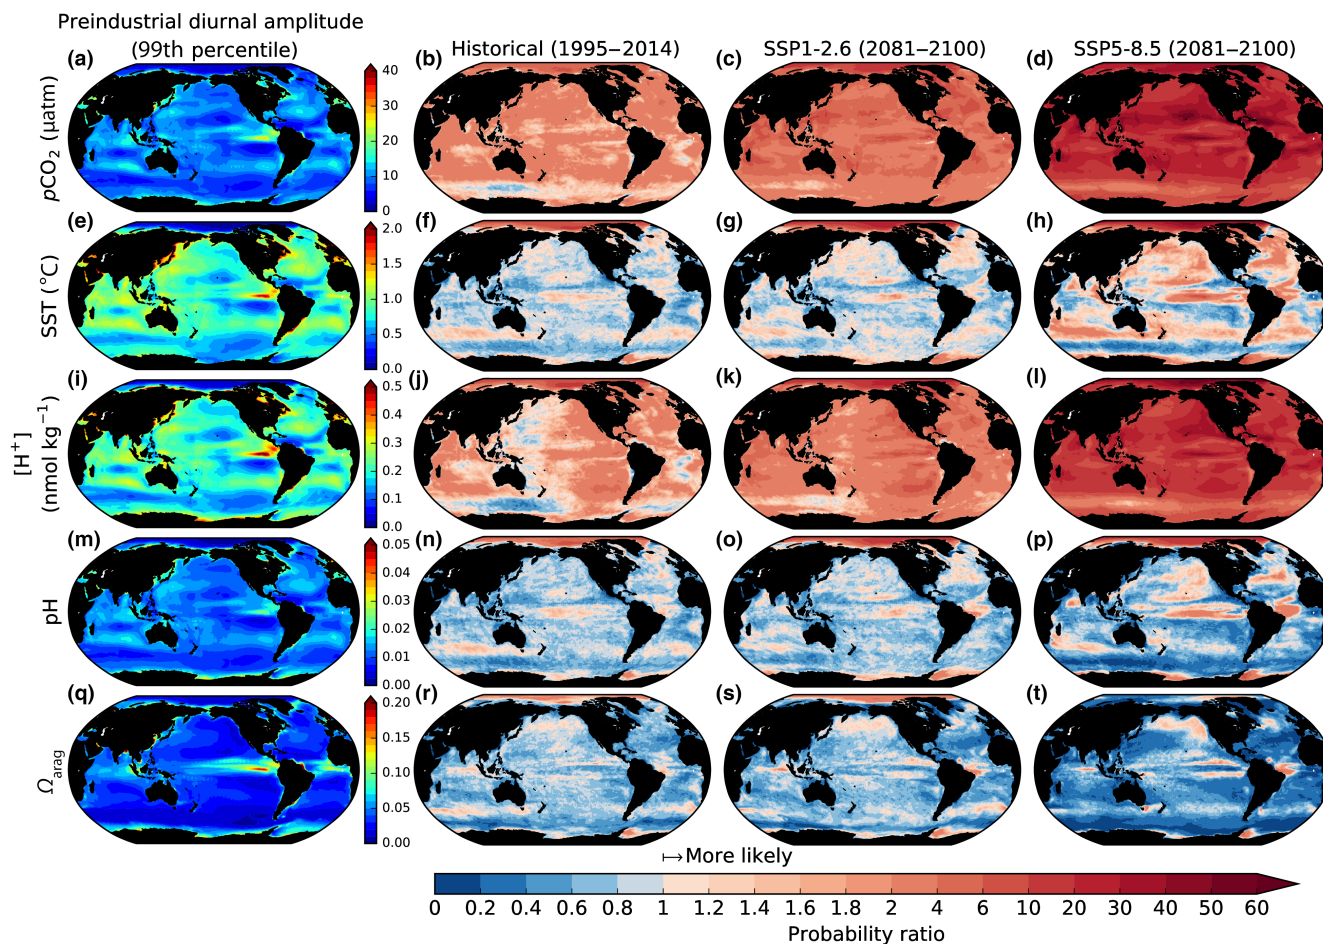 Preindustrial diurnal amplitude
(99th percentile)
Historical (1995–2014)
SSP1-2.6 (2081–2100)
SSP5-8.5 (2081–2100)
(a)
(b)
(c)
(d)
pCO2 (µatm)
40
30
20
10
0
(e)
(f)
(g)
(h)
SST (°C)
2.0
1.5
1.0
0.5
0.0
(i)
(j)
(k)
(l)
[H+]
(nmol kg−1)
0.5
0.4
0.3
0.2
0.1
0.0
(m)
(n)
(o)
(p)
pH
0.05
0.04
0.03
0.02
0.01
0.00
(q)
(r)
(s)
(t)
Ωarag
0.20
0.15
0.10
0.05
0.00
↦More likely
0 0.2 0.4 0.6 0.8 1 1.2 1.4 1.6 1.8 2 4 6 10 20 30 40 50 60
Probability ratio